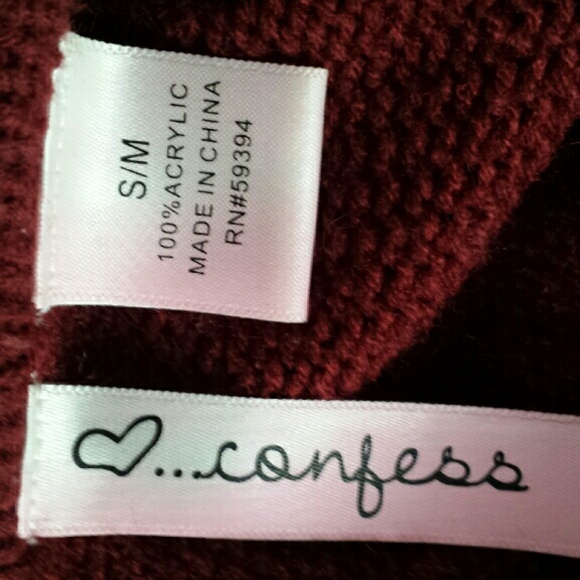 S/M
100%ACRYLIC
MADE IN CHINA
RN#59394
...confess